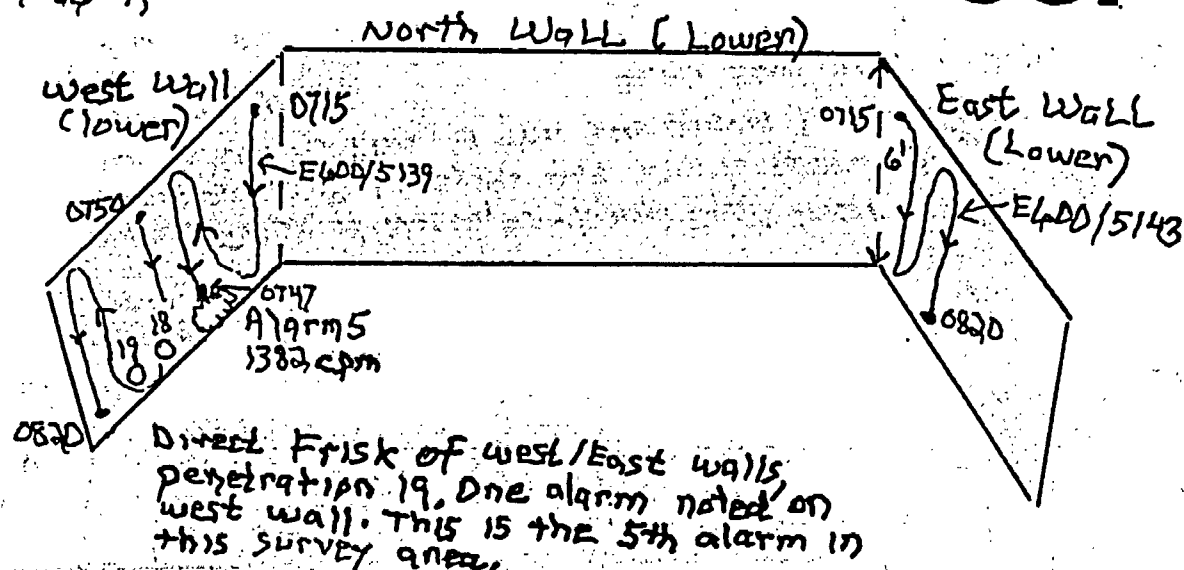 North Wall (Lower)
West Wall
(lower)
0715
E600/5139
0750
0747
Alarm 5
1382 cpm
18
19
0820
0715
6'
East Wall
(Lower)
E600/5143
0820
Direct Frisk of west/East walls,
penetration 19, One alarm noted on
west wall. This is the 5th alarm in
this survey area.